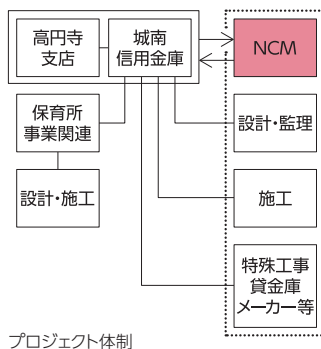 高円寺
支店
城南
信用金庫
NCM
保育所
事業関連
設計・監理
設計・施工
施工
特殊工事
貸金庫
メーカー等
プロジェクト体制